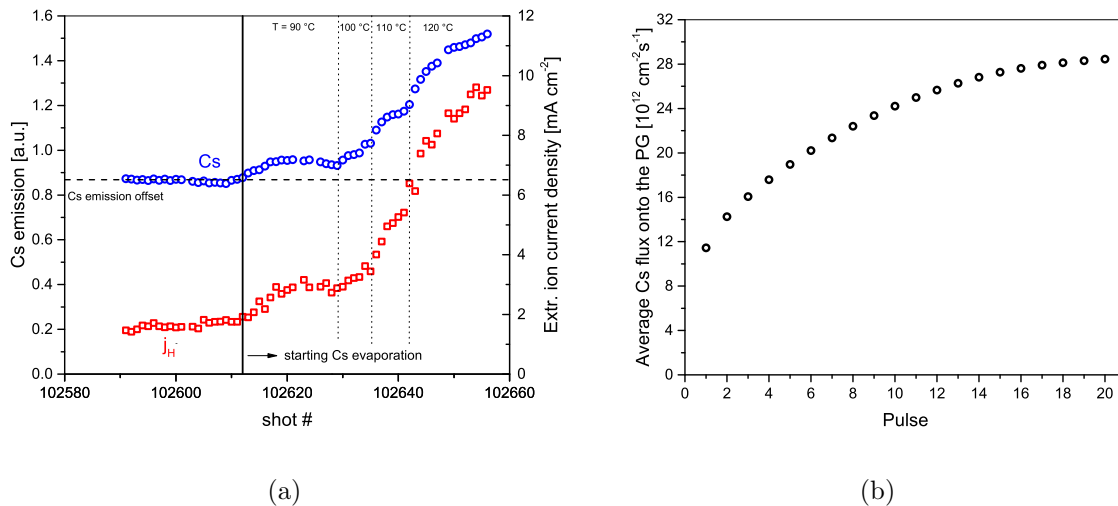 1.6
1.4
1.2
1.0
0.8
0.6
0.4
0.2
0.0
Cs emission [a.u.]
T = 90 °C 100 °C 110 °C 120 °C
Cs
Cs emission offset
jH-
starting Cs evaporation
12
10
8
6
4
2
0
Extr. ion current density [mA cm-2]
102580 102600 102620 102640 102660
shot #
(a)
32
28
24
20
16
12
8
4
0
Average Cs flux onto the PG [10^12 cm-2s-1]
0 2 4 6 8 10 12 14 16 18 20
Pulse
(b)